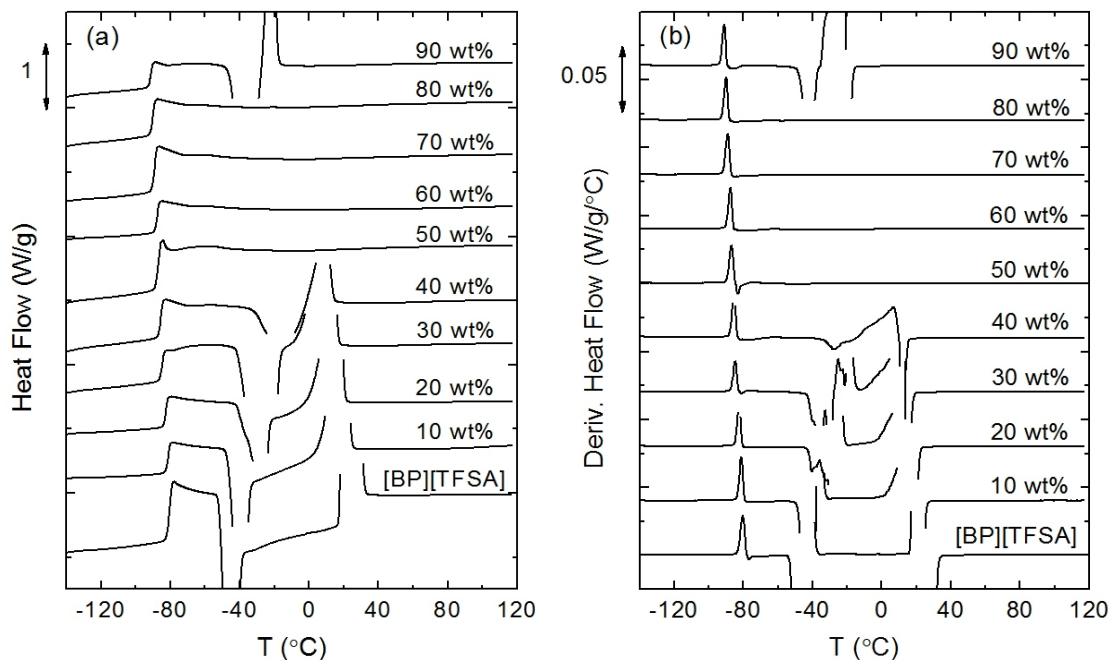 (a)
1
90 wt%
80 wt%
70 wt%
60 wt%
50 wt%
40 wt%
30 wt%
20 wt%
10 wt%
[BP][TFSA]
Heat Flow (W/g)
-120 -80 -40 0 40 80 120
T (°C)
(b)
0.05
90 wt%
80 wt%
70 wt%
60 wt%
50 wt%
40 wt%
30 wt%
20 wt%
10 wt%
[BP][TFSA]
Deriv. Heat Flow (W/g/°C)
-120 -80 -40 0 40 80 120
T (°C)